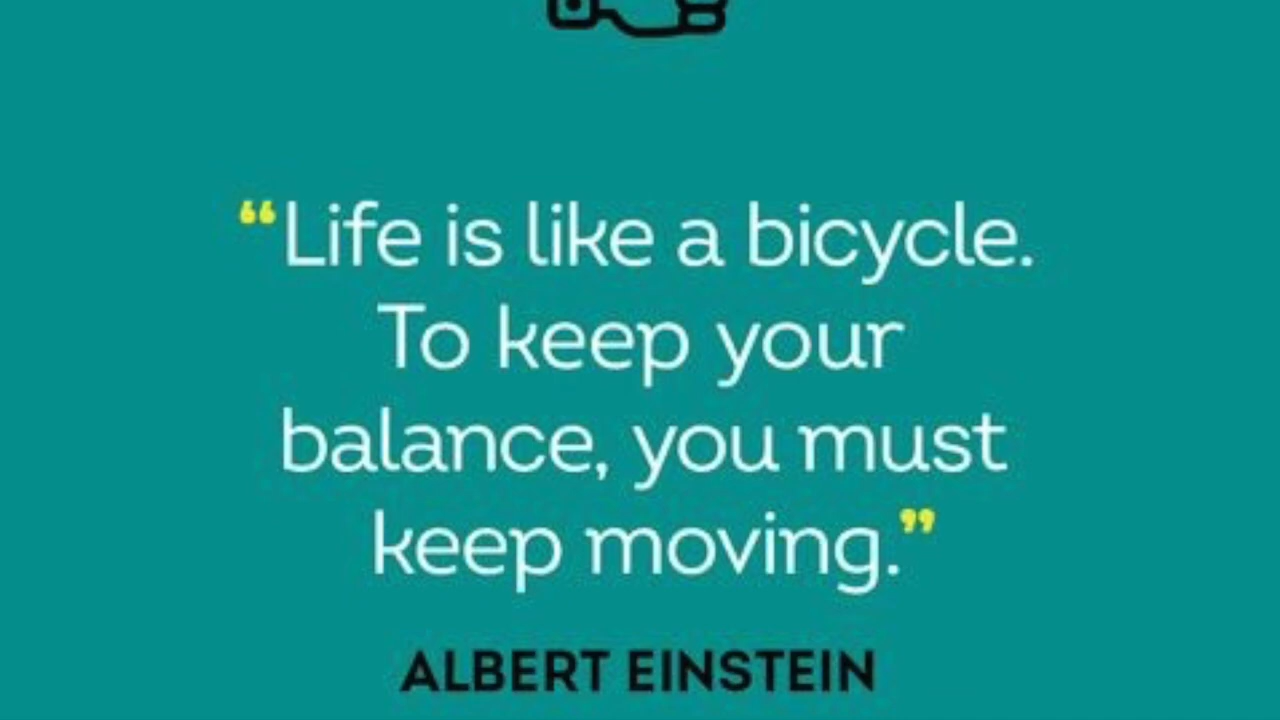 “Life is like a bicycle.
To keep your
balance, you must
keep moving.”
ALBERT EINSTEIN